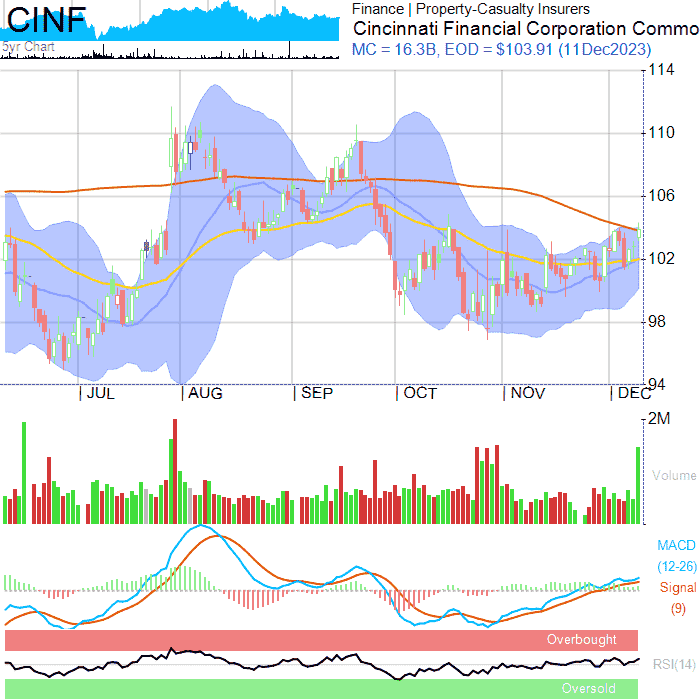 CINF
5yr Chart
Finance | Property-Casualty Insurers
Cincinnati Financial Corporation Commo
MC = 16.3B, EOD = $103.91 (11Dec2023)
114
110
106
102
98
94
JUL AUG SEP OCT NOV DEC
2M
Volume
MACD
(12-26)
Signal
(9)
Overbought
RSI(14)
Oversold